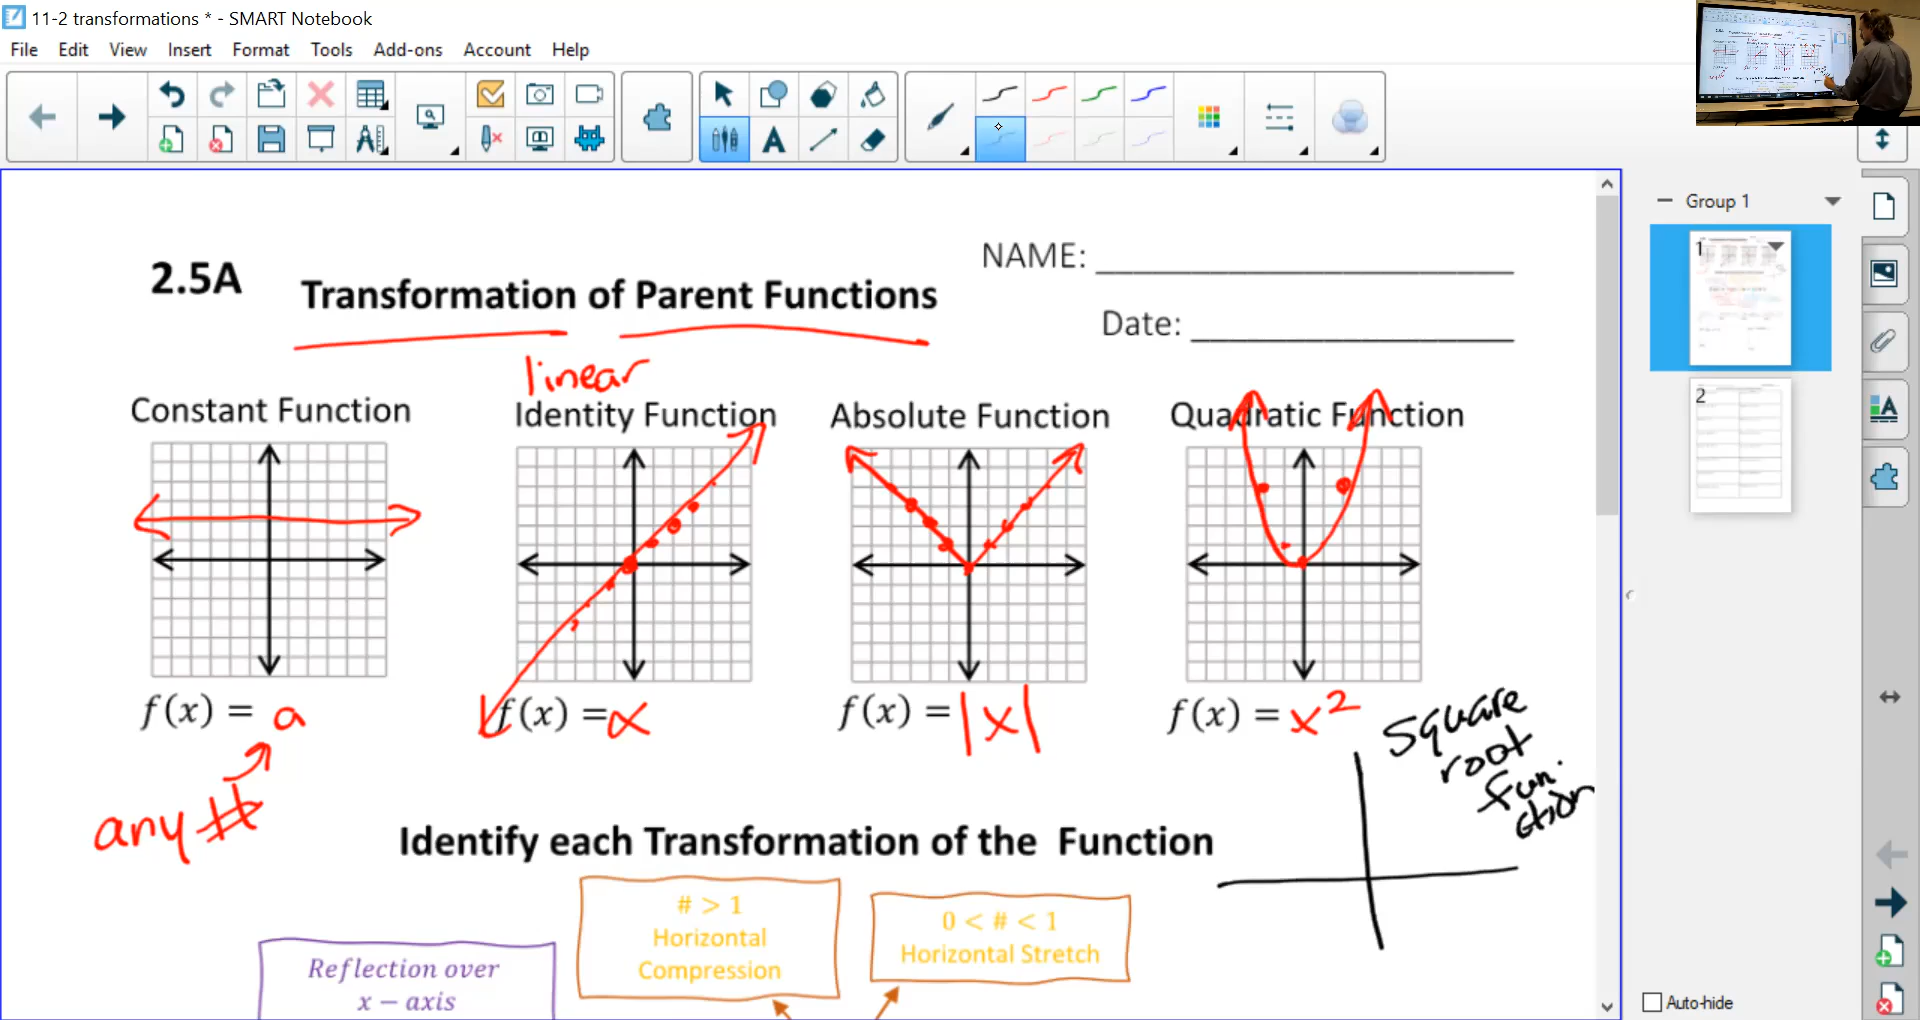 11-2 transformations * - SMART Notebook
File Edit View Insert Format Tools Add-ons Account Help
Group 1
1
2
2.5A
Transformation of Parent Functions
NAME:
Date:
linear
Constant Function
Identity Function
Absolute Function
Quadratic Function
f(x) = a
f(x) = x
f(x) = |x|
f(x) = x²
any #
square
root
fun.
ction
Identify each Transformation of the Function
# > 1
Horizontal
Compression
0 < # < 1
Horizontal Stretch
Reflection over
x − axis
Auto-hide